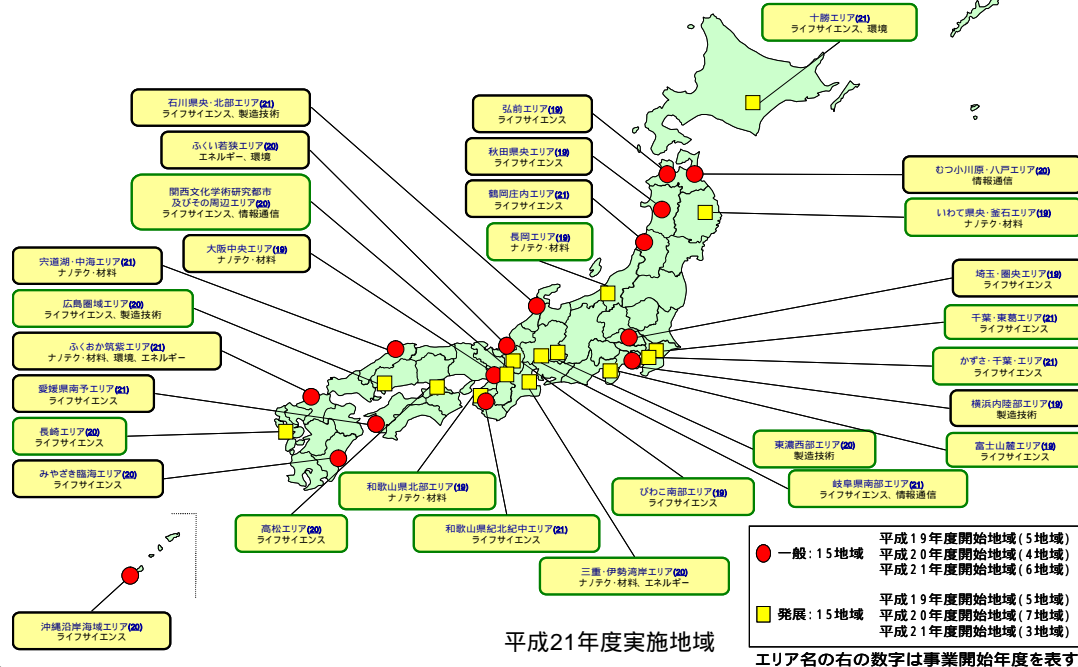 十勝エリア(21)
ライフサイエンス、環境
石川県央・北部エリア(21)
ライフサイエンス、製造技術
ふくい若狭エリア(20)
エネルギー、環境
関西文化学術研究都市
及びその周辺エリア(20)
ライフサイエンス、情報通信
大阪中央エリア(19)
ナノテク・材料
宍道湖・中海エリア(21)
ナノテク・材料
広島圏域エリア(20)
ライフサイエンス、製造技術
ふくおか筑紫エリア(21)
ナノテク・材料、環境、エネルギー
愛媛県南予エリア(21)
ライフサイエンス
長崎エリア(20)
ライフサイエンス
みやざき臨海エリア(20)
ライフサイエンス
沖縄沿岸海域エリア(20)
ライフサイエンス
弘前エリア(19)
ライフサイエンス
秋田県央エリア(19)
ライフサイエンス
鶴岡庄内エリア(21)
ライフサイエンス
長岡エリア(19)
ナノテク・材料
むつ小川原・八戸エリア(20)
情報通信
いわて県央・釜石エリア(19)
ナノテク・材料
埼玉・圏央エリア(19)
ライフサイエンス
千葉・東葛エリア(21)
ライフサイエンス
かずさ・千葉・エリア(21)
ライフサイエンス
横浜内陸部エリア(19)
製造技術
富士山麓エリア(19)
ライフサイエンス
東濃西部エリア(20)
製造技術
岐阜県南部エリア(21)
ライフサイエンス、情報通信
びわこ南部エリア(19)
ライフサイエンス
和歌山県北部エリア(19)
ナノテク・材料
高松エリア(20)
ライフサイエンス
和歌山県紀北紀中エリア(21)
ライフサイエンス
三重・伊勢湾岸エリア(20)
ナノテク・材料、エネルギー
一般:15地域
平成19年度開始地域(5地域)
平成20年度開始地域(4地域)
平成21年度開始地域(6地域)
発展:15地域
平成19年度開始地域(5地域)
平成20年度開始地域(7地域)
平成21年度開始地域(3地域)
平成21年度実施地域
エリア名の右の数字は事業開始年度を表す